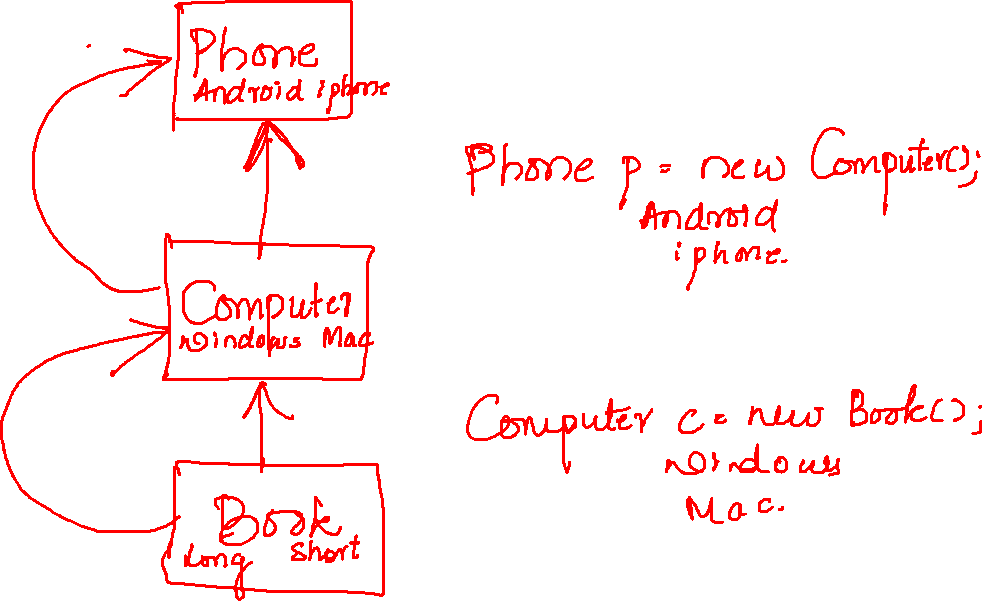 Phone
Android iphone
Phone p = new Computer();
Android
iphone.
Computer
Windows Mac
Computer c = new Book();
Windows
Mac.
Book
Long Short